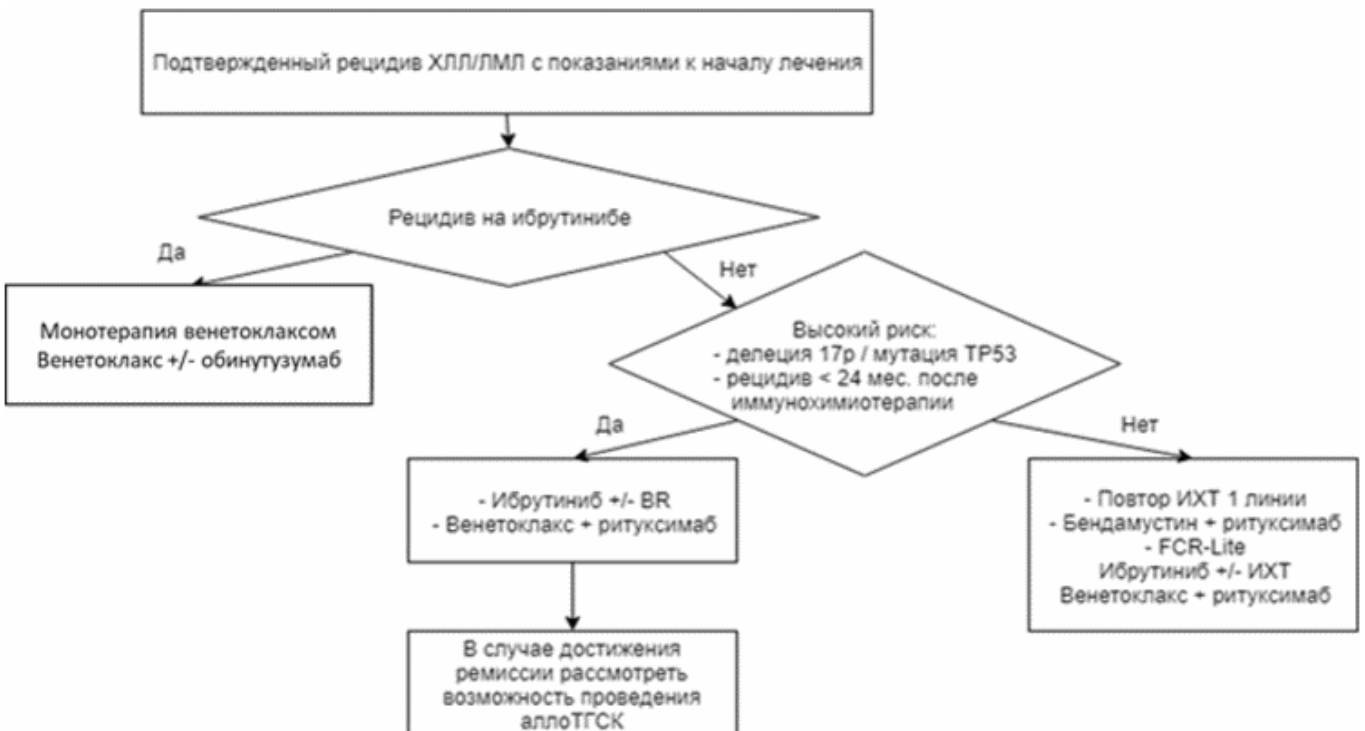 Подтвержденный рецидив ХЛЛ/ЛМЛ с показаниями к началу лечения
Рецидив на ибрутинибе
Да
Нет
Монотерапия венетоклаксом
Венетоклакс +/- обинутузумаб
Высокий риск:
- делеция 17p / мутация TP53
- рецидив < 24 мес. после
иммунохимиотерапии
Да
Нет
- Ибрутиниб +/- BR
- Венетоклакс + ритуксимаб
- Повтор ИХТ 1 линии
- Бендамустин + ритуксимаб
- FCR-Lite
Ибрутиниб +/- ИХТ
Венетоклакс + ритуксимаб
В случае достижения
ремиссии рассмотреть
возможность проведения
аллоТГСК